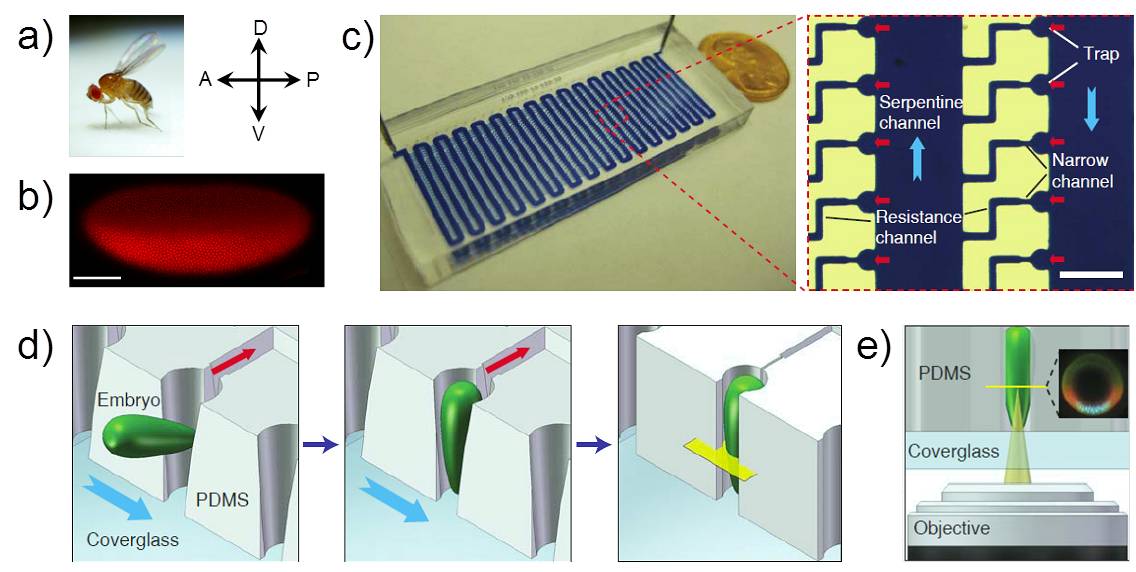 a)
D
A
P
V
b)
c)
Trap
Serpentine
channel
Narrow
channel
Resistance
channel
d)
Embryo
PDMS
Coverglass
e)
PDMS
Coverglass
Objective